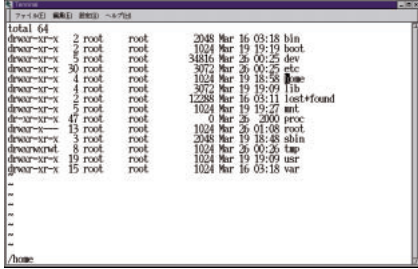 Terminal
ファイル(F) 編集(E) 設定(S) ヘルプ(H)
total 64
drwxr-xr-x 2 root root 2048 Mar 16 03:18 bin
drwxr-xr-x 2 root root 1024 Mar 19 19:19 boot
drwxr-xr-x 5 root root 34816 Mar 26 00:25 dev
drwxr-xr-x 30 root root 3072 Mar 26 00:25 etc
drwxr-xr-x 4 root root 1024 Mar 19 18:58 home
drwxr-xr-x 4 root root 3072 Mar 19 19:09 lib
drwxr-xr-x 2 root root 12288 Mar 16 03:11 lost+found
drwxr-xr-x 5 root root 1024 Mar 19 19:27 mnt
dr-xr-xr-x 47 root root 0 Mar 26 2000 proc
drwxr-x--- 13 root root 1024 Mar 26 01:08 root
drwxr-xr-x 3 root root 2048 Mar 19 18:48 sbin
drwxrwxrwt 8 root root 1024 Mar 26 00:26 tmp
drwxr-xr-x 19 root root 1024 Mar 19 19:09 usr
drwxr-xr-x 15 root root 1024 Mar 16 03:18 var
~
~
~
~
~
~
~
/home